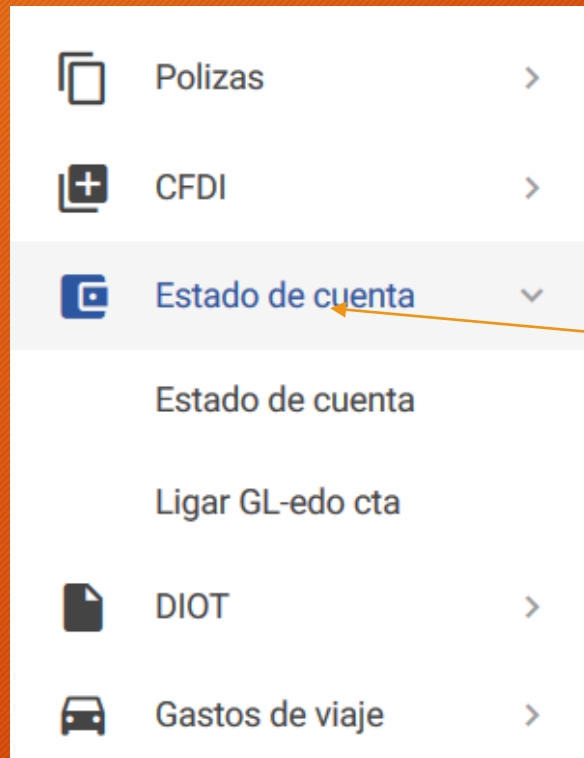 Polizas
CFDI
Estado de cuenta
Estado de cuenta
Ligar GL-edo cta
DIOT
Gastos de viaje